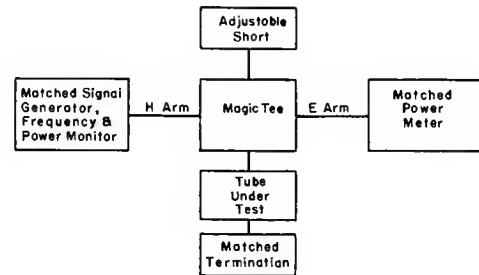 Adjustable
Short
Matched Signal
Generator,
Frequency &
Power Monitor
H Arm
Magic Tee
E Arm
Matched
Power
Meter
Tube
Under
Test
Matched
Termination